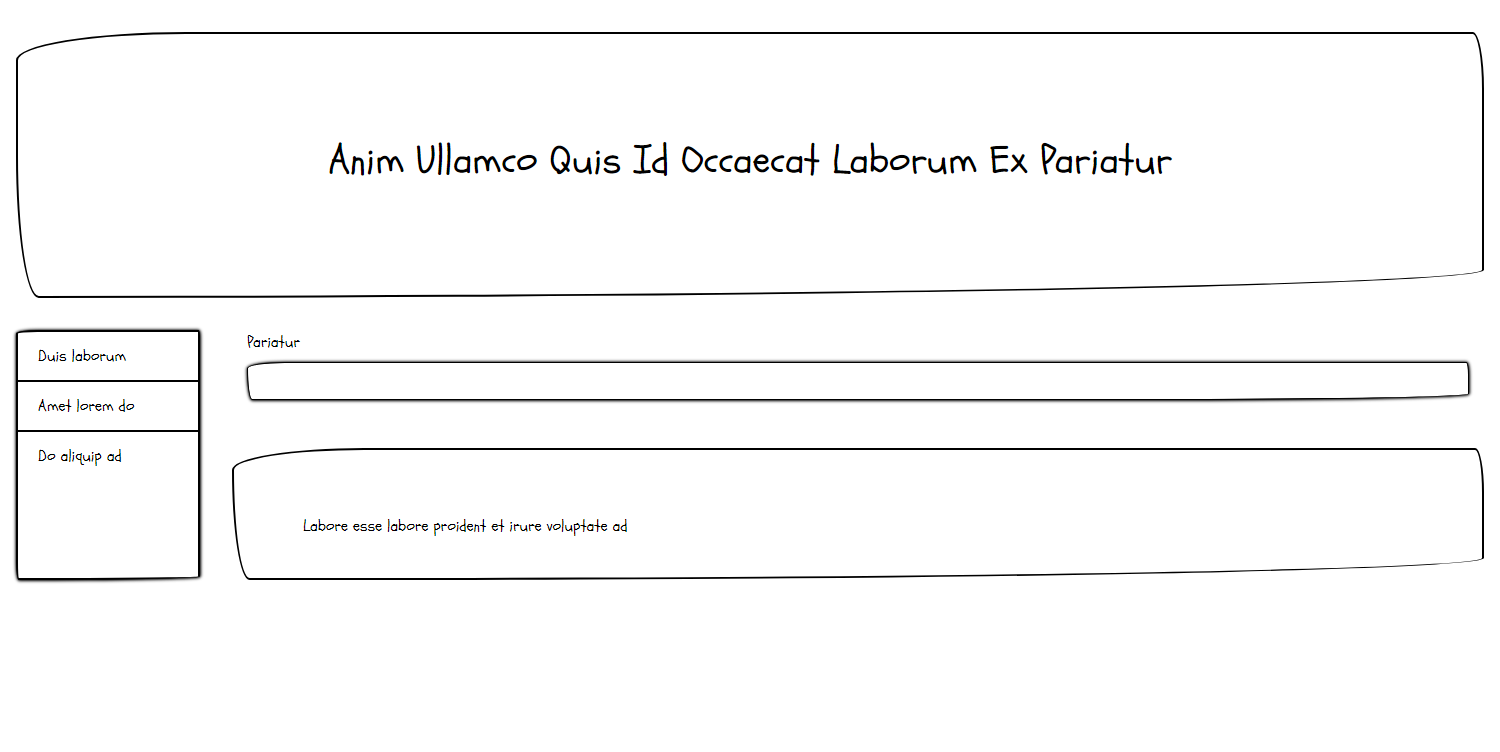 Anim Ullamco Quis Id Occaecat Laborum Ex Pariatur
Duis laborum
Amet lorem do
Do aliquip ad
Pariatur
Labore esse labore proident et irure voluptate ad